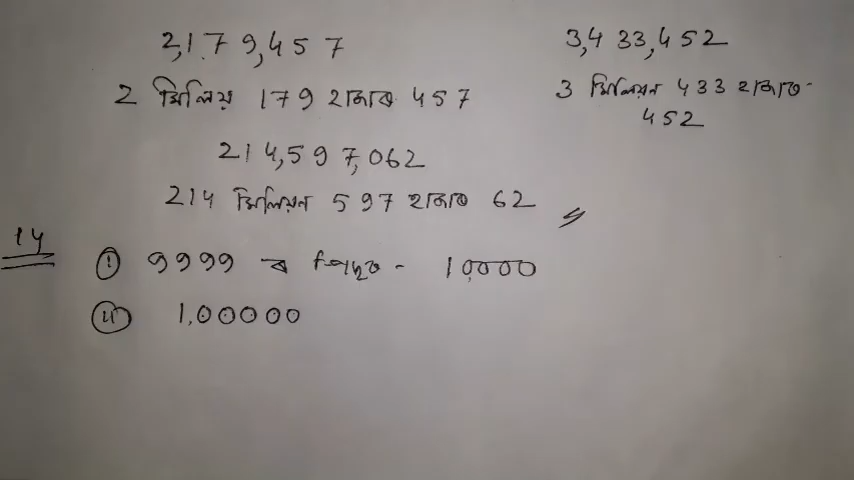 2,179,457
2 মিলিয় 179 হাজাৰ 457
3,433,452
3 মিলিয়ন 433 হাজাৰ
452
214,597,062
214 মিলিয়ন 597 হাজাৰ 62
14
i 9999 ৰ পিছত - 10,000
ii 1,00000